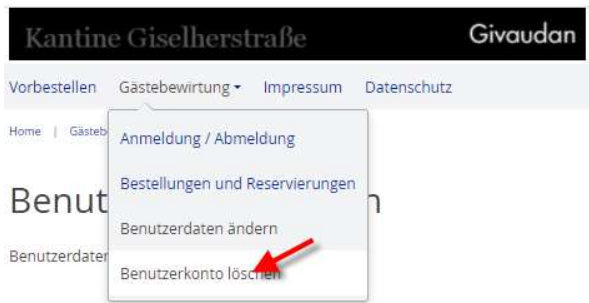 Kantine Giselherstraße Givaudan
Vorbestellen Gästebewirtung Impressum Datenschutz
Home | Gästeb
Anmeldung / Abmeldung
Bestellungen und Reservierungen
Benut n
Benutzerdaten ändern
Benutzerdaten
Benutzerkonto löschen